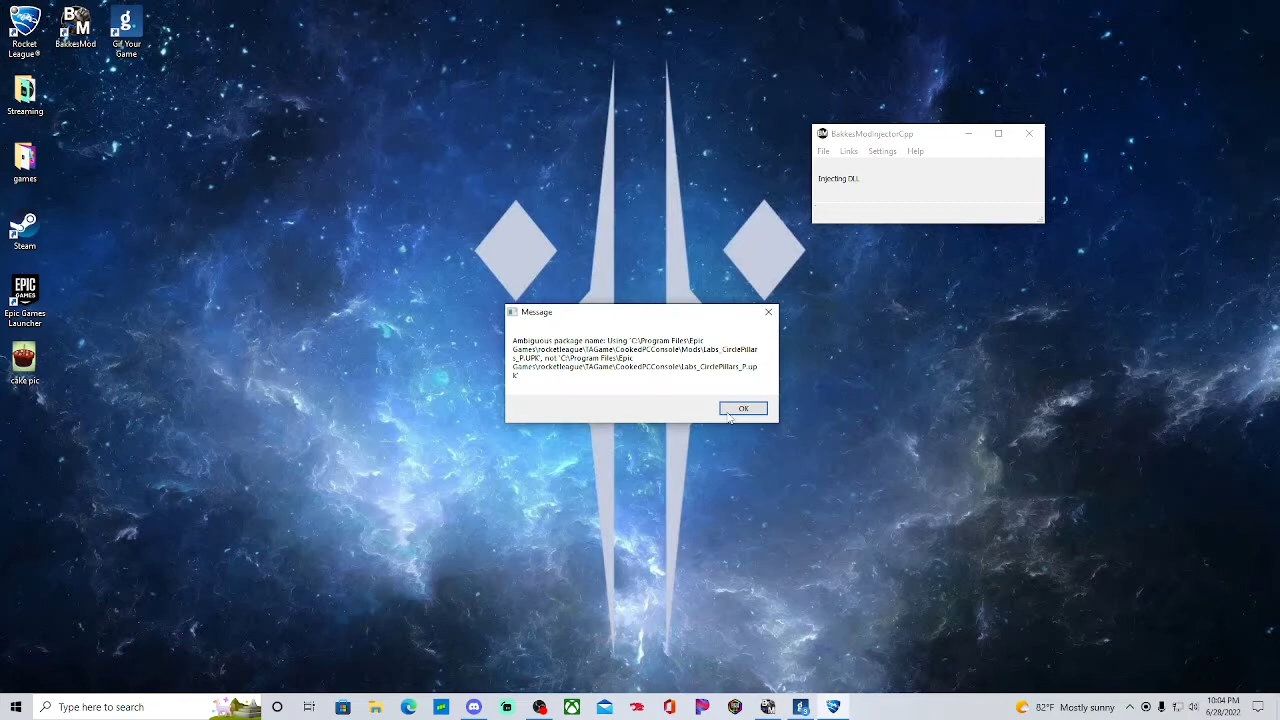 Rocket
League®
BM
BakkesMod
g.
Gif Your
Game
Streaming
games
Steam
EPIC
GAMES
Epic Games
Launcher
cake pic
BM
BakkesModInjectorCpp
File Links Settings Help
Injecting DLL
Message
Ambiguous package name: Using 'C:\Program Files\Epic
Games\rocketleague\TAGame\CookedPCConsole\Mods\Labs_CirclePillar
s_P.UPK', not 'C:\Program Files\Epic
Games\rocketleague\TAGame\CookedPCConsole\Labs_CirclePillars_P.up
k'
OK
Type here to search
82°F Mostly sunny
10:04 PM
6/28/2022